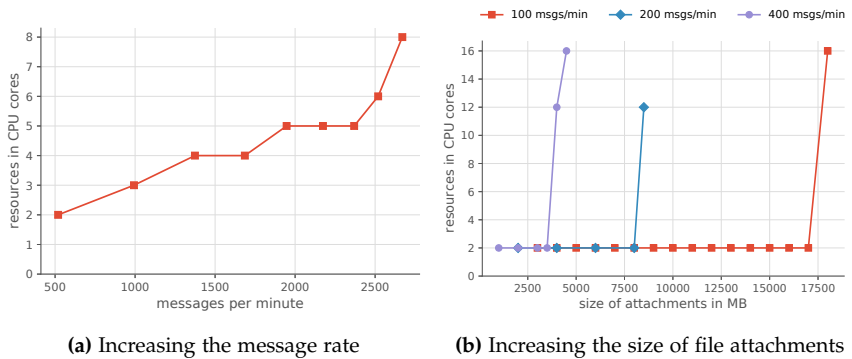 100 msgs/min 200 msgs/min 400 msgs/min
8
7
6
5
4
3
2
1
0
resources in CPU cores
500 1000 1500 2000 2500
messages per minute
16
14
12
10
8
6
4
2
0
resources in CPU cores
2500 5000 7500 10000 12500 15000 17500
size of attachments in MB
(a) Increasing the message rate
(b) Increasing the size of file attachments